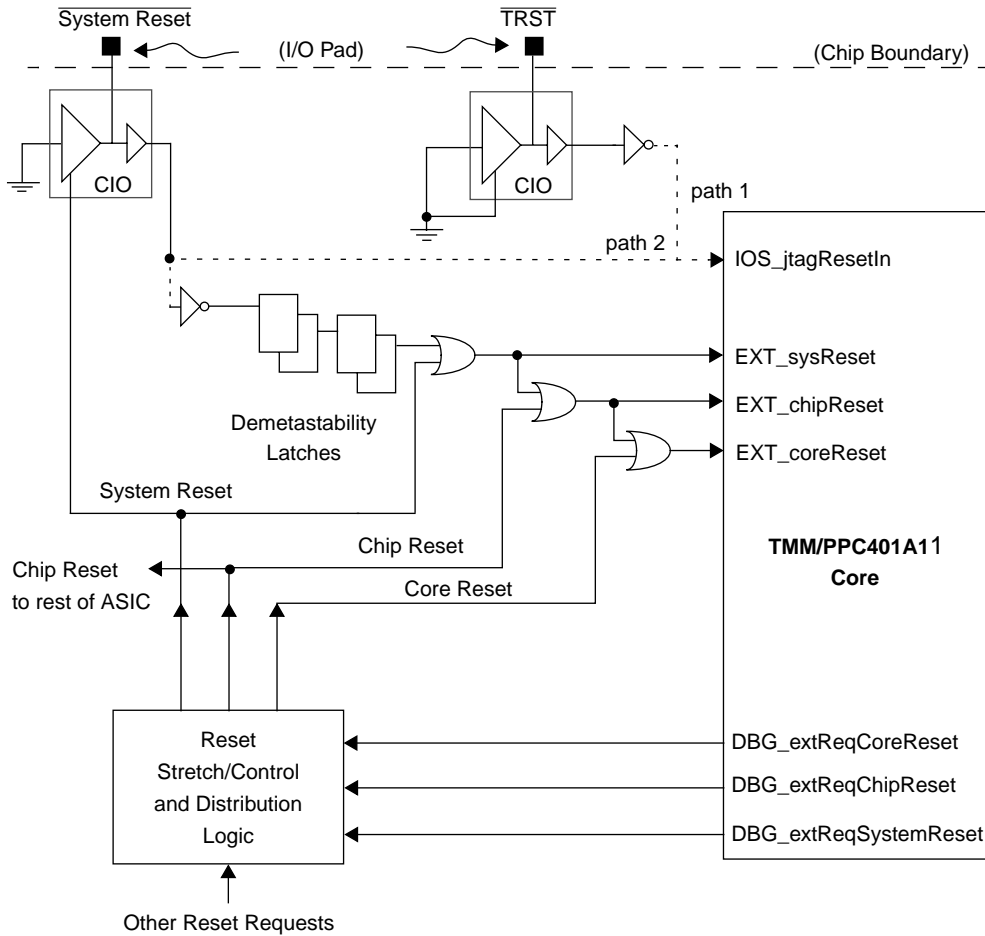 System Reset
TRST
(I/O Pad)
(Chip Boundary)
CIO
CIO
path 1
path 2
IOS_jtagResetIn
EXT_sysReset
EXT_chipReset
EXT_coreReset
Demetastability
Latches
System Reset
Chip Reset
Chip Reset
to rest of ASIC
Core Reset
TMM/PPC401A11
Core
Reset
Stretch/Control
and Distribution
Logic
DBG_extReqCoreReset
DBG_extReqChipReset
DBG_extReqSystemReset
Other Reset Requests